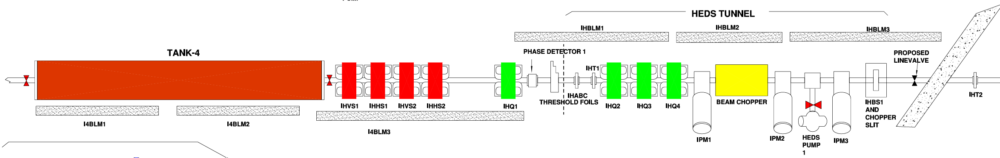 HEDS TUNNEL
IHBLM1
IHBLM2
IHBLM3
TANK-4
PHASE DETECTOR 1
PROPOSED
LINEVALVE
IHT1
IHVS1
IHHS1
IHVS2
IHHS2
IHQ1
IHABC
THRESHOLD FOILS
IHQ2
IHQ3
IHQ4
BEAM CHOPPER
IHBS1
AND
CHOPPER
SLIT
IHT2
I4BLM1
I4BLM2
I4BLM3
IPM1
IPM2
HEDS
PUMP
1
IPM3